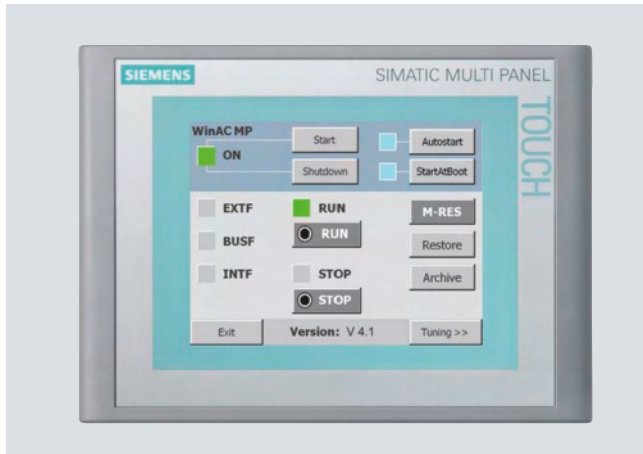 SIEMENS
SIMATIC MULTI PANEL
TOUCH
WinAC MP
ON
Start
Autostart
Shutdown
StartAtBoot
EXTF
RUN
M-RES
BUSF
RUN
Restore
INTF
STOP
Archive
STOP
Exit
Version: V 4.1
Tuning >>